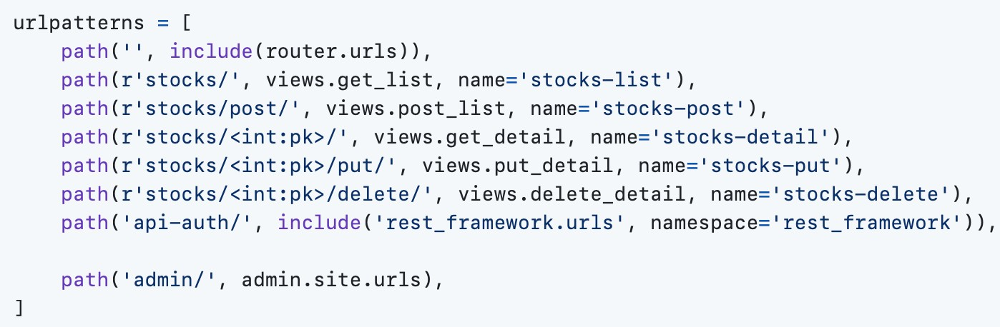 urlpatterns = [
    path('', include(router.urls)),
    path(r'stocks/', views.get_list, name='stocks-list'),
    path(r'stocks/post/', views.post_list, name='stocks-post'),
    path(r'stocks/<int:pk>/', views.get_detail, name='stocks-detail'),
    path(r'stocks/<int:pk>/put/', views.put_detail, name='stocks-put'),
    path(r'stocks/<int:pk>/delete/', views.delete_detail, name='stocks-delete'),
    path('api-auth/', include('rest_framework.urls', namespace='rest_framework')),

    path('admin/', admin.site.urls),
]